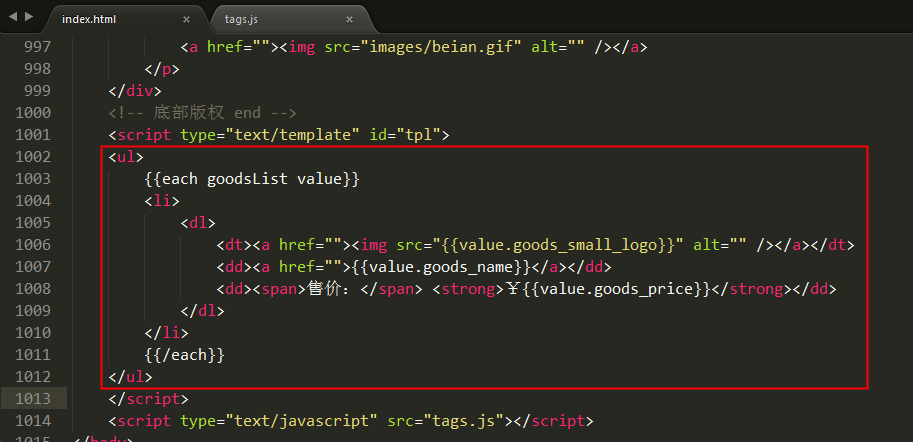 index.html × tags.js ×
997 <a href=""><img src="images/beian.gif" alt="" /></a>
998 </p>
999 </div>
1000 <!-- 底部版权 end -->
1001 <script type="text/template" id="tpl">
1002 <ul>
1003 {{each goodsList value}}
1004 <li>
1005 <dl>
1006 <dt><a href=""><img src="{{value.goods_small_logo}}" alt="" /></a></dt>
1007 <dd><a href="">{{value.goods_name}}</a></dd>
1008 <dd><span>售价：</span> <strong>￥{{value.goods_price}}</strong></dd>
1009 </dl>
1010 </li>
1011 {{/each}}
1012 </ul>
1013 </script>
1014 <script type="text/javascript" src="tags.js"></script>
1015 </body>